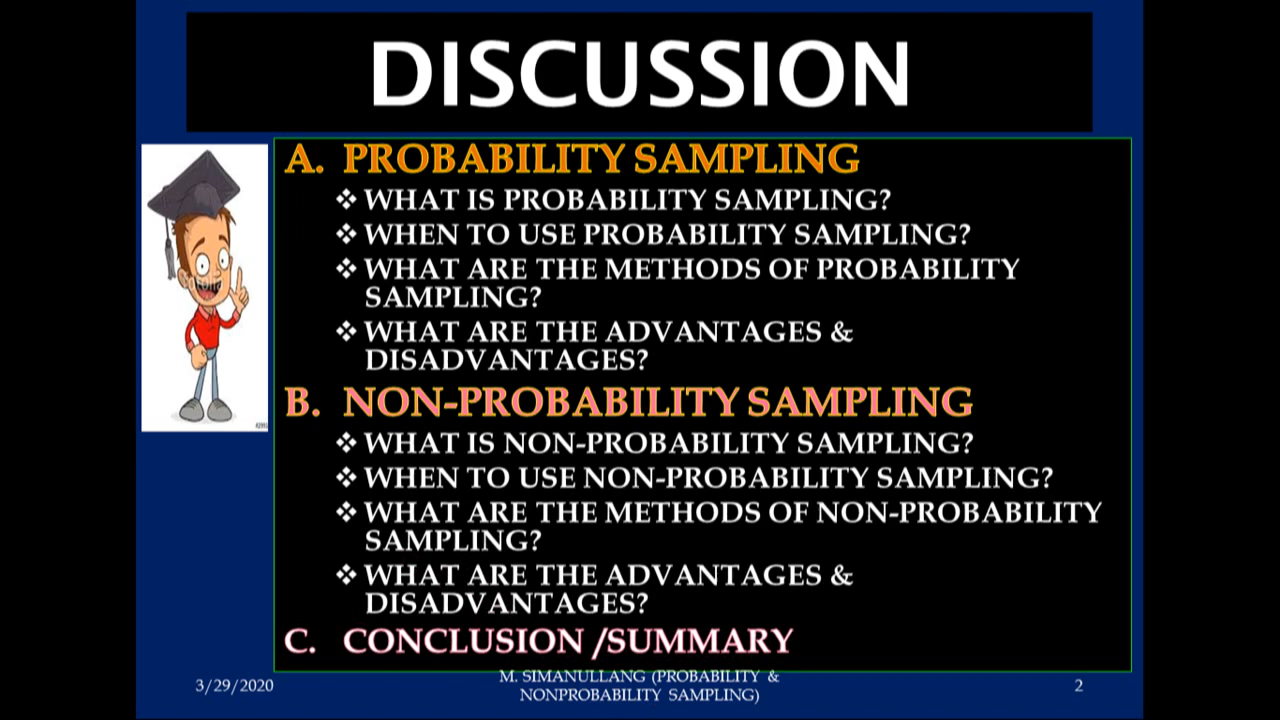 DISCUSSION
A. PROBABILITY SAMPLING
❖ WHAT IS PROBABILITY SAMPLING?
❖ WHEN TO USE PROBABILITY SAMPLING?
❖ WHAT ARE THE METHODS OF PROBABILITY
SAMPLING?
❖ WHAT ARE THE ADVANTAGES &
DISADVANTAGES?
B. NON-PROBABILITY SAMPLING
❖ WHAT IS NON-PROBABILITY SAMPLING?
❖ WHEN TO USE NON-PROBABILITY SAMPLING?
❖ WHAT ARE THE METHODS OF NON-PROBABILITY
SAMPLING?
❖ WHAT ARE THE ADVANTAGES &
DISADVANTAGES?
C. CONCLUSION /SUMMARY
3/29/2020
M. SIMANULLANG (PROBABILITY &
NONPROBABILITY SAMPLING)
2